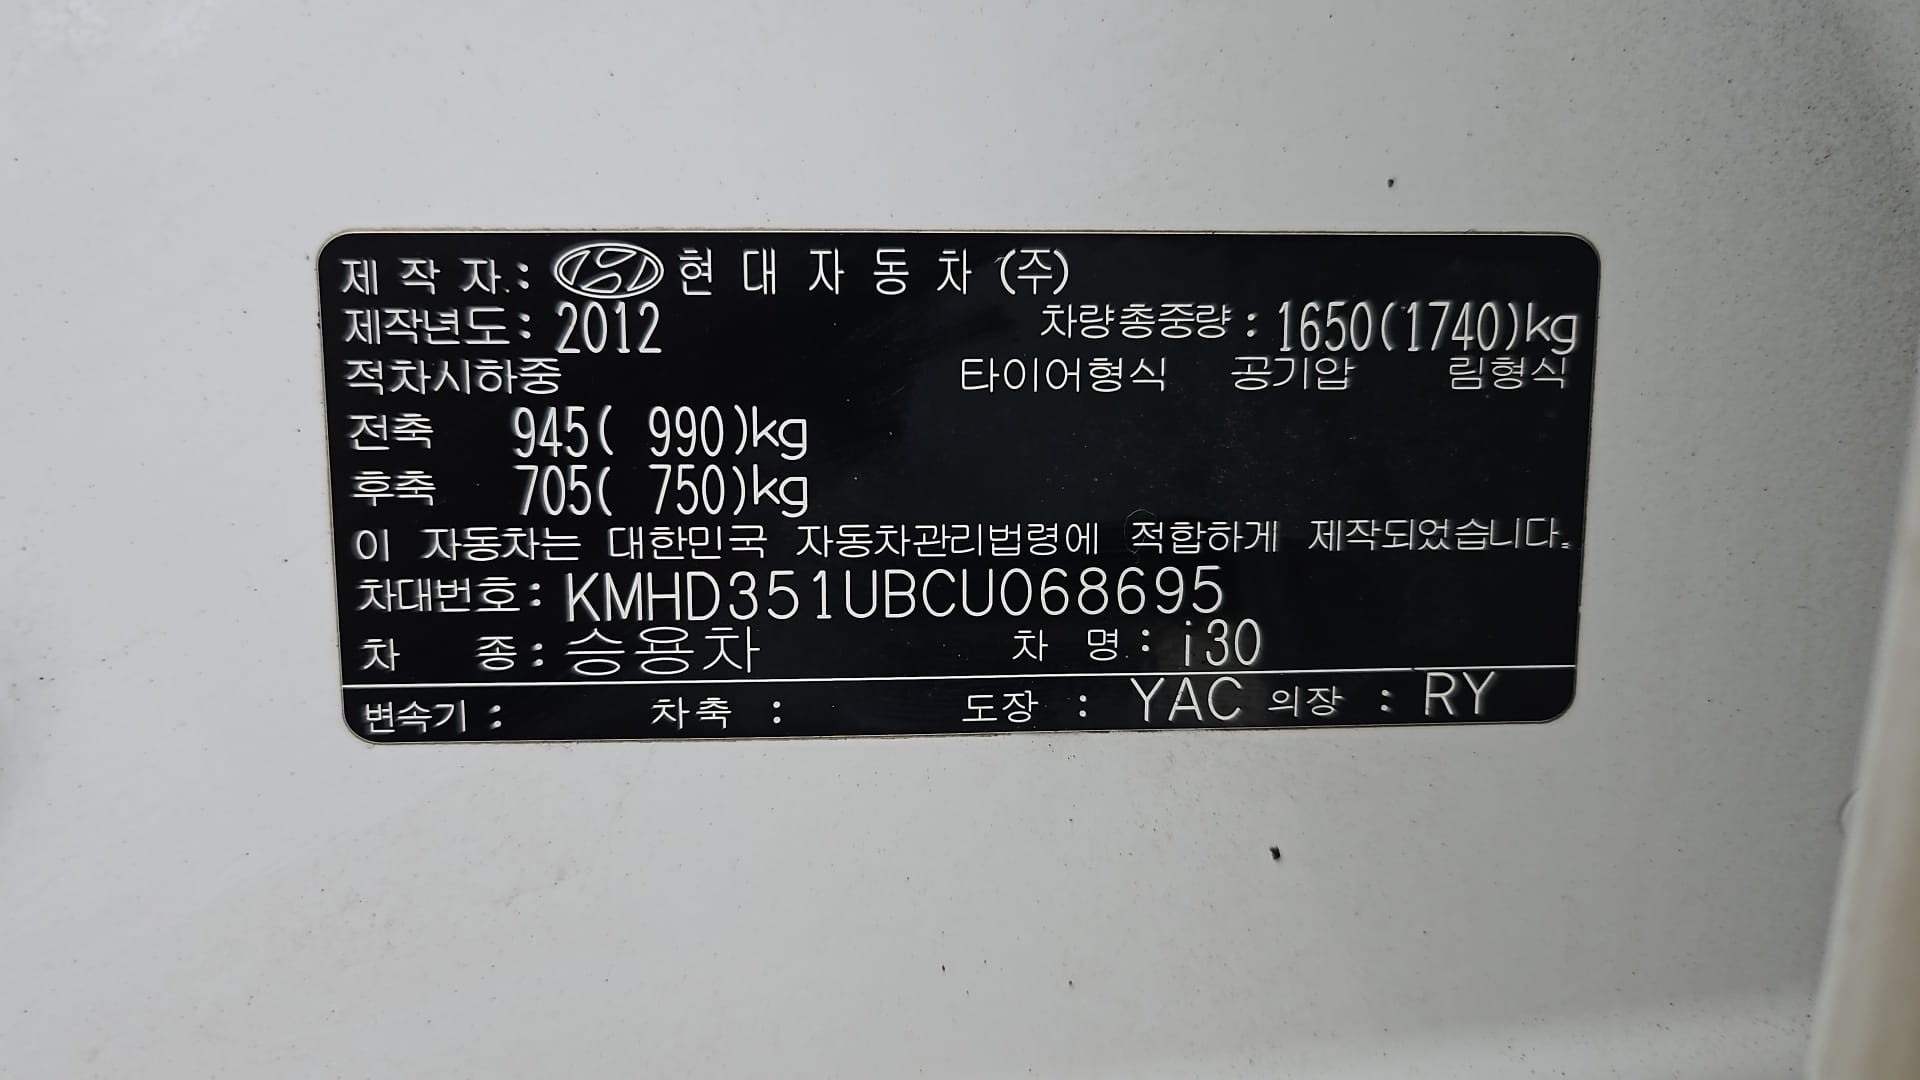 제 작 자 : 현 대 자 동 차 (주)
제작년도 : 2012 차량총중량 : 1650(1740)kg
적차시하중 타이어형식 공기압 림형식
전축 945( 990)kg
후축 705( 750)kg
이 자동차는 대한민국 자동차관리법령에 적합하게 제작되었습니다.
차대번호 : KMHD351UBCU068695
차 종 : 승용차 차 명 : i30
변속기 : 차축 : 도장 : YAC 의장 : RY